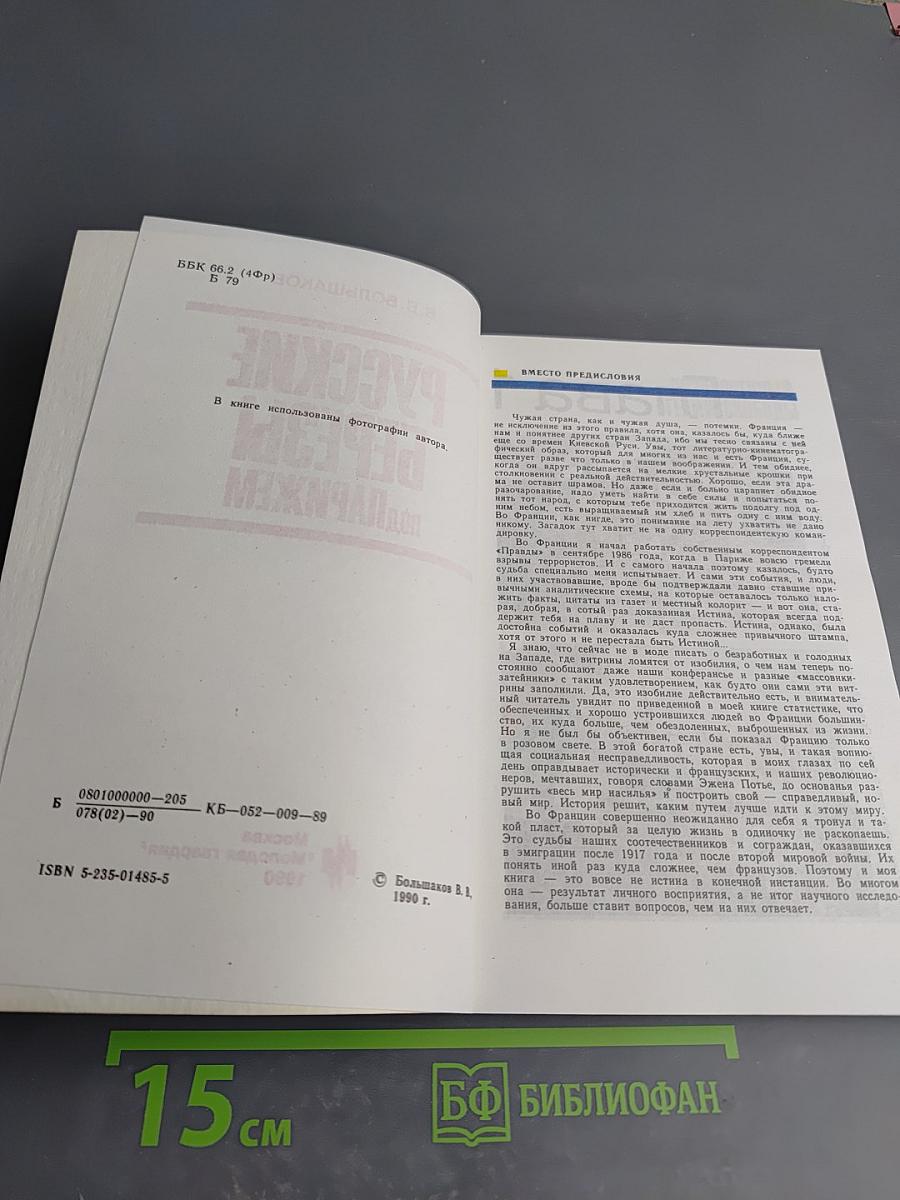 ББК 66.2 (4Фр)
Б 79
В книге использованы фотографии автора.
Б 0801000000—205 КБ—052—009—89
078(02)—90
ISBN 5-235-01485-5
© Большаков В. В.,
1990 г.
ВМЕСТО ПРЕДИСЛОВИЯ
Чужая страна, как и чужая душа, — потемки. Франция —
не исключение из этого правила, хотя она, казалось бы, куда ближе
нам и понятнее других стран Запада, ибо мы тесно связаны с ней
еще со времен Киевской Руси. Увы, тот литературно-кинематогра-
фический образ, который для многих из нас и есть Франция, су-
ществует разве что только в нашем воображении. И тем обиднее,
когда он вдруг рассыпается на мелкие хрустальные крошки при
столкновении с реальной действительностью. Хорошо, если эта дра-
ма не оставит шрамов. Но даже если и больно царапнет обидное
разочарование, надо уметь найти в себе силы и попытаться по-
нять тот народ, с которым тебе приходится жить подолгу под од-
ним небом, есть выращиваемый им хлеб и пить одну с ним воду.
Во Франции, как нигде, это понимание на лету ухватить не дано
никому. Загадок тут хватит не на одну корреспондентскую коман-
дировку.
Во Франции я начал работать собственным корреспондентом
«Правды» в сентябре 1986 года, когда в Париже вовсю гремели
взрывы террористов. И с самого начала поэтому казалось, будто
судьба специально меня испытывает. И сами эти события, и люди,
в них участвовавшие, вроде бы подтверждали давно ставшие при-
вычными аналитические схемы, на которые оставалось только нало-
жить факты, цитаты из газет и местный колорит — и вот она, ста-
рая, добрая, в сотый раз доказанная Истина, которая всегда под-
держит тебя на плаву и не даст пропасть. Истина, однако, была
достойна событий и оказалась куда сложнее привычного штампа,
хотя от этого и не перестала быть Истиной...
Я знаю, что сейчас не в моде писать о безработных и голодных
на Западе, где витрины ломятся от изобилия, о чем нам теперь по-
стоянно сообщают даже наши конферансье и разные «массовики-
затейники» с таким удовлетворением, как будто они сами эти вит-
рины заполнили. Да, это изобилие действительно есть, и вниматель-
ный читатель увидит по приведенной в моей книге статистике, что
обеспеченных и хорошо устроившихся людей во Франции большин-
ство, их куда больше, чем обездоленных, выброшенных из жизни.
Но я не был бы объективен, если бы показал Францию только
в розовом свете. В этой богатой стране есть, увы, и такая вопию-
щая социальная несправедливость, которая в моих глазах по сей
день оправдывает исторически и французских, и наших революцио-
неров, мечтавших, говоря словами Эжена Потье, до основанья раз-
рушить «весь мир насилья» и построить свой — справедливый, но-
вый мир. История решит, каким путем лучше идти к этому миру.
Во Франции совершенно неожиданно для себя я тронул и та-
кой пласт, который за целую жизнь в одиночку не раскопаешь.
Это судьбы наших соотечественников и сограждан, оказавшихся
в эмиграции после 1917 года и после второй мировой войны. Их
понять иной раз куда сложнее, чем французов. Поэтому и моя
книга — это вовсе не истина в конечной инстанции. Во многом
она — результат личного восприятия, а не итог научного исследо-
вания, больше ставит вопросов, чем на них отвечает.
15 см
БФ БИБЛИОФАН